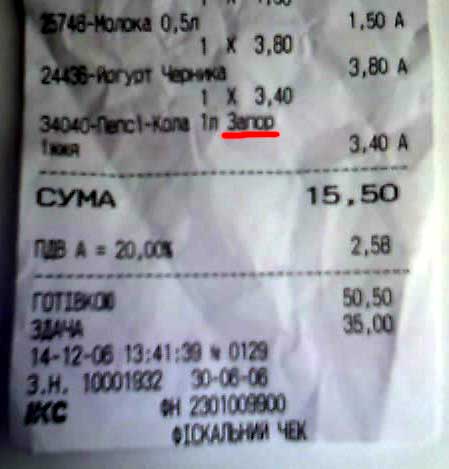 25748-Молока 0,5л 1,50 А
1 X 3,80
24436-Йогурт Черника 3,80 А
1 X 3,40
34040-Пепсі-Кола 1л Запор
1жжя 3,40 А
СУМА 15,50
ПДВ А = 20,00% 2,58
ГОТІВКОЮ 50,50
ЗДАЧА 35,00
14-12-06 13:41:39 № 0129
З.Н. 10001932 30-06-06
ІКС ФН 2301009900
ФІСКАЛЬНИЙ ЧЕК